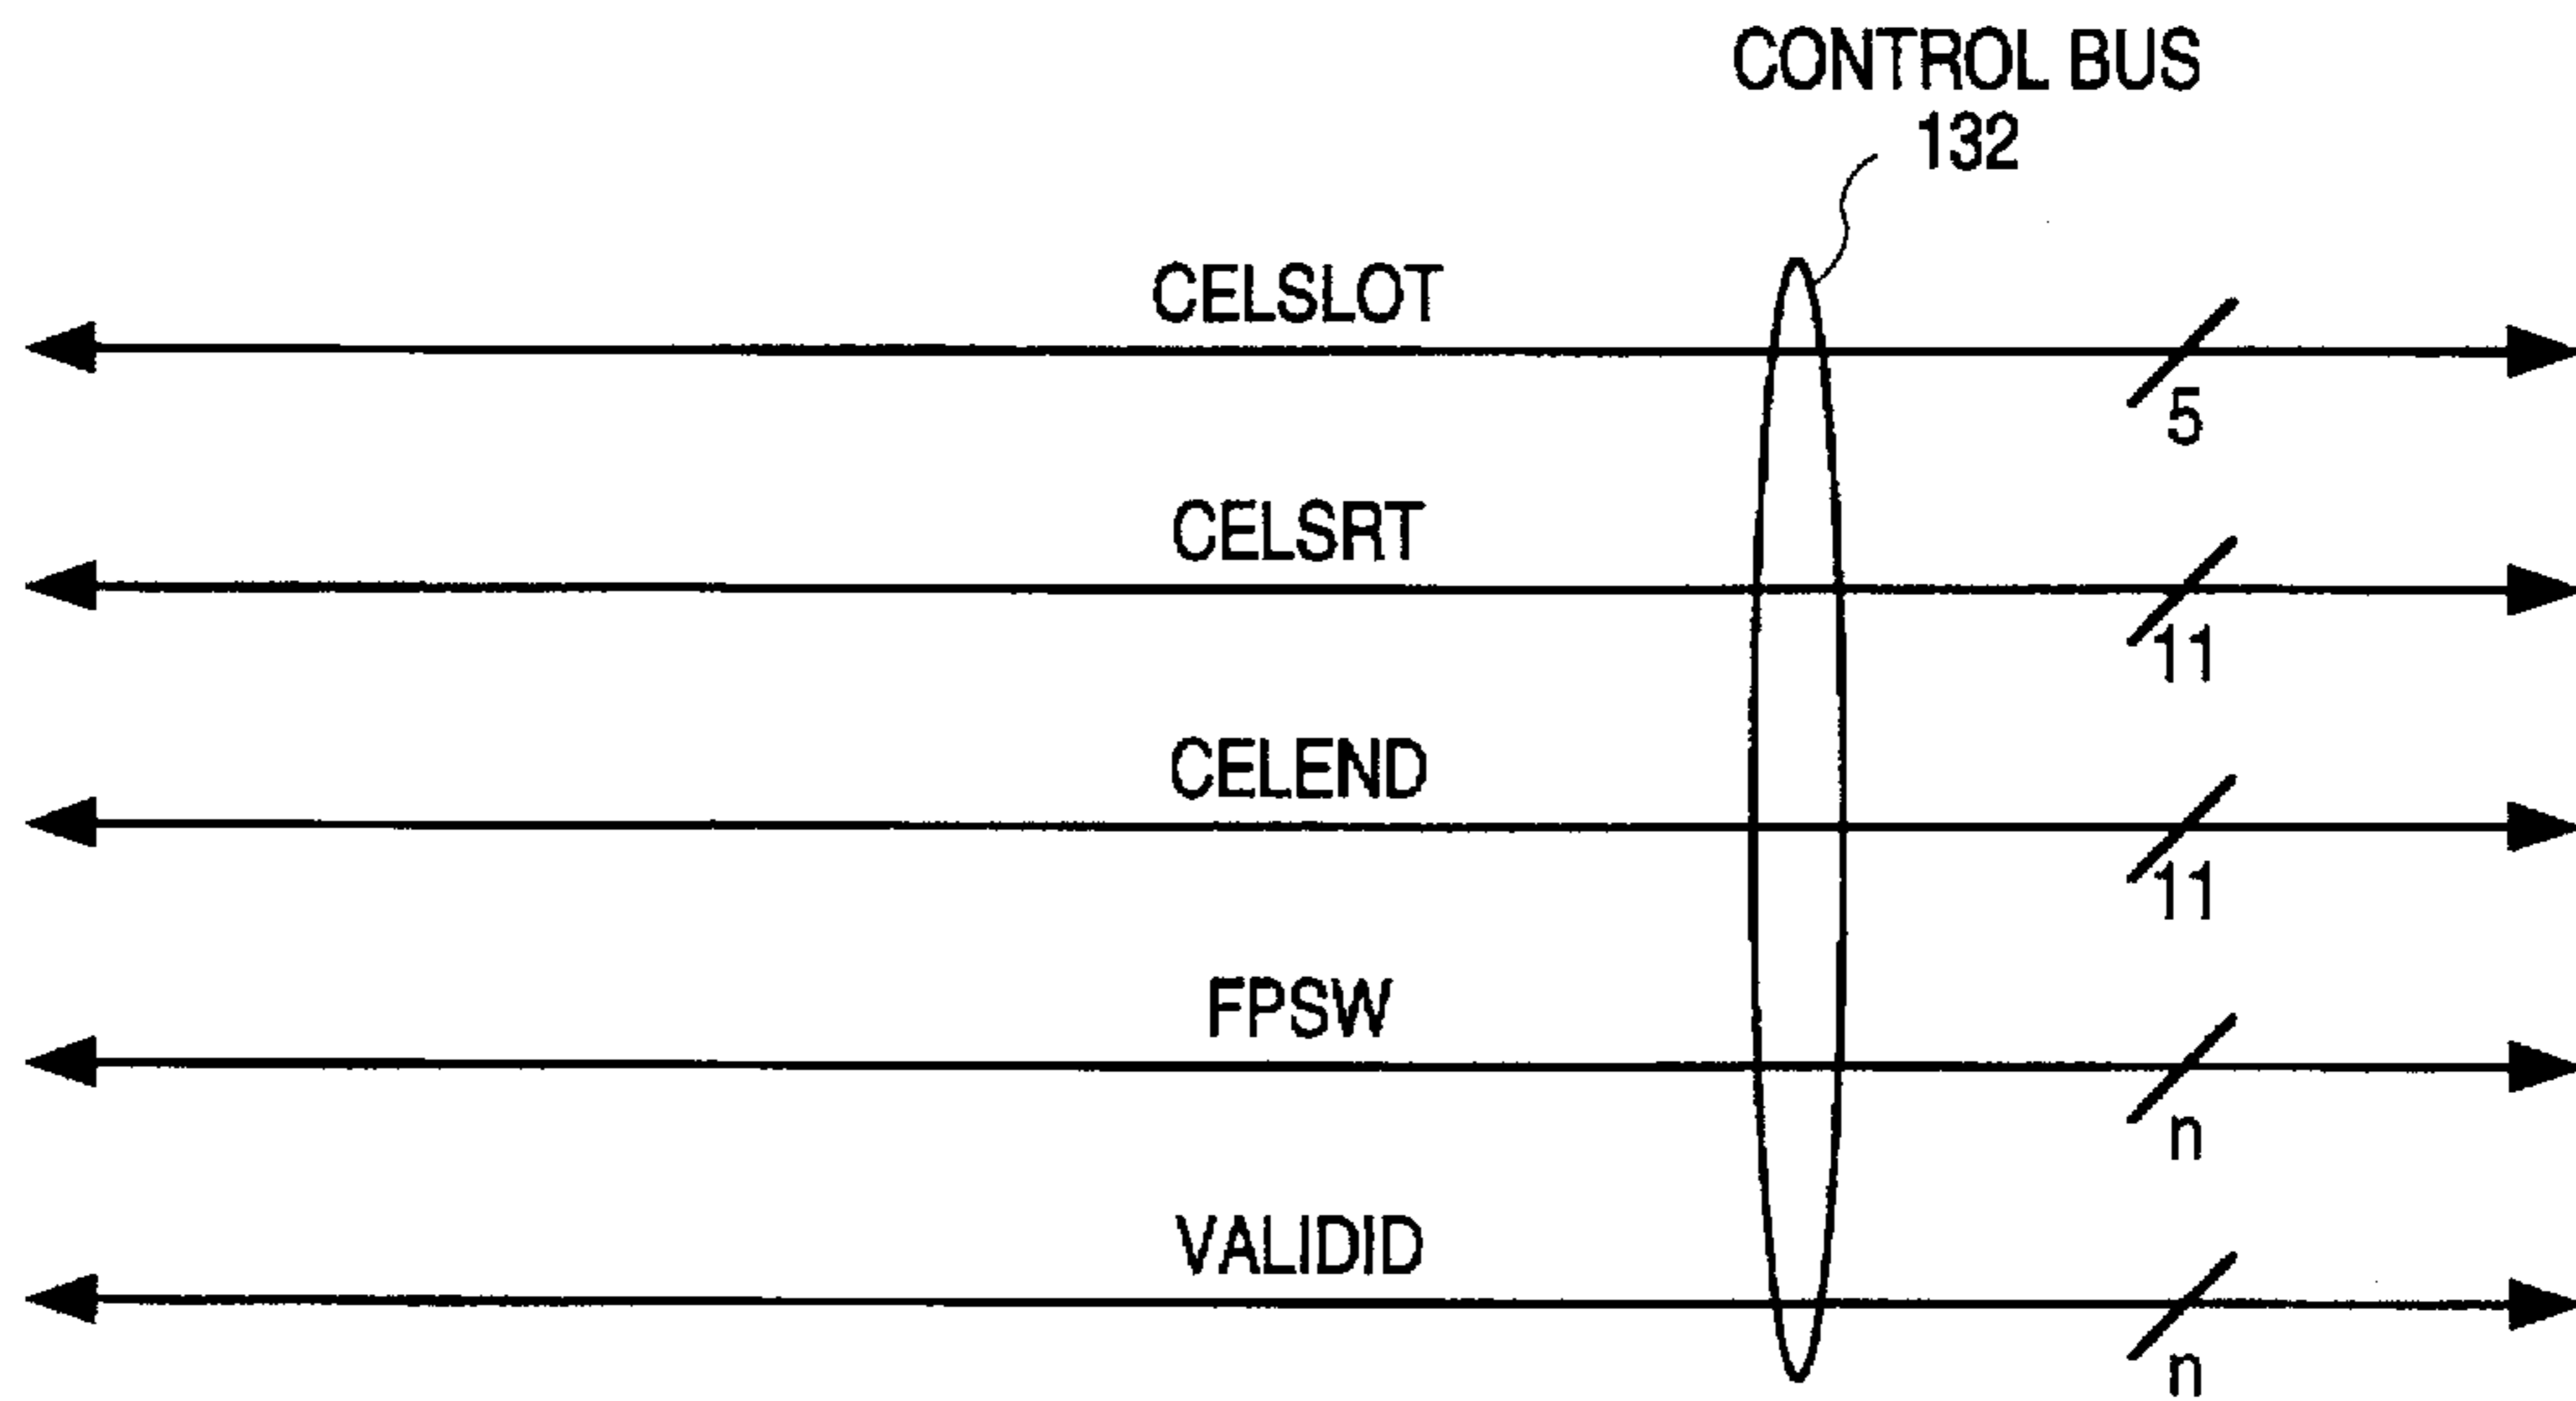 CONTROL BUS
132
CELSLOT
5
CELSRT
11
CELEND
11
FPSW
n
VALIDID
n